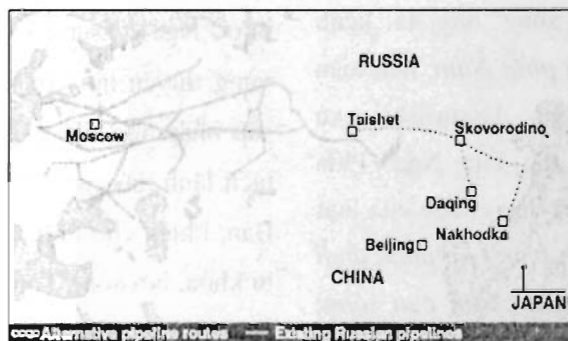 RUSSIA
Taishet
Skovorodino
Moscow
Daqing
Nakhodka
Beijing
CHINA
JAPAN
Alternative pipeline routes — Existing Russian pipelines